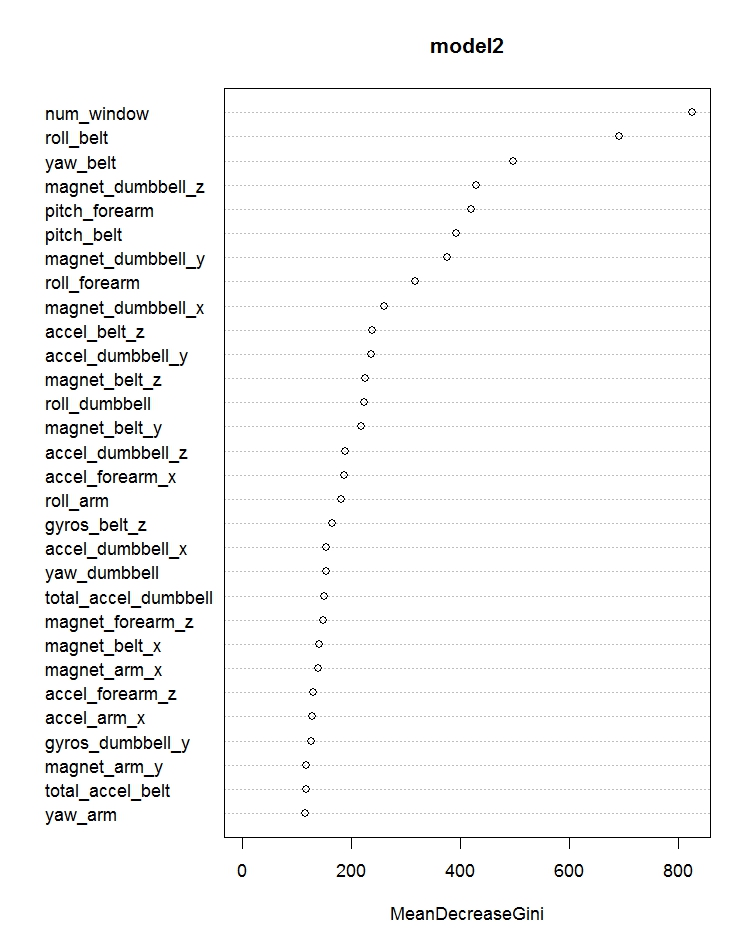 model2
num_window
roll_belt
yaw_belt
magnet_dumbbell_z
pitch_forearm
pitch_belt
magnet_dumbbell_y
roll_forearm
magnet_dumbbell_x
accel_belt_z
accel_dumbbell_y
magnet_belt_z
roll_dumbbell
magnet_belt_y
accel_dumbbell_z
accel_forearm_x
roll_arm
gyros_belt_z
accel_dumbbell_x
yaw_dumbbell
total_accel_dumbbell
magnet_forearm_z
magnet_belt_x
magnet_arm_x
accel_forearm_z
accel_arm_x
gyros_dumbbell_y
magnet_arm_y
total_accel_belt
yaw_arm
0 200 400 600 800
MeanDecreaseGini